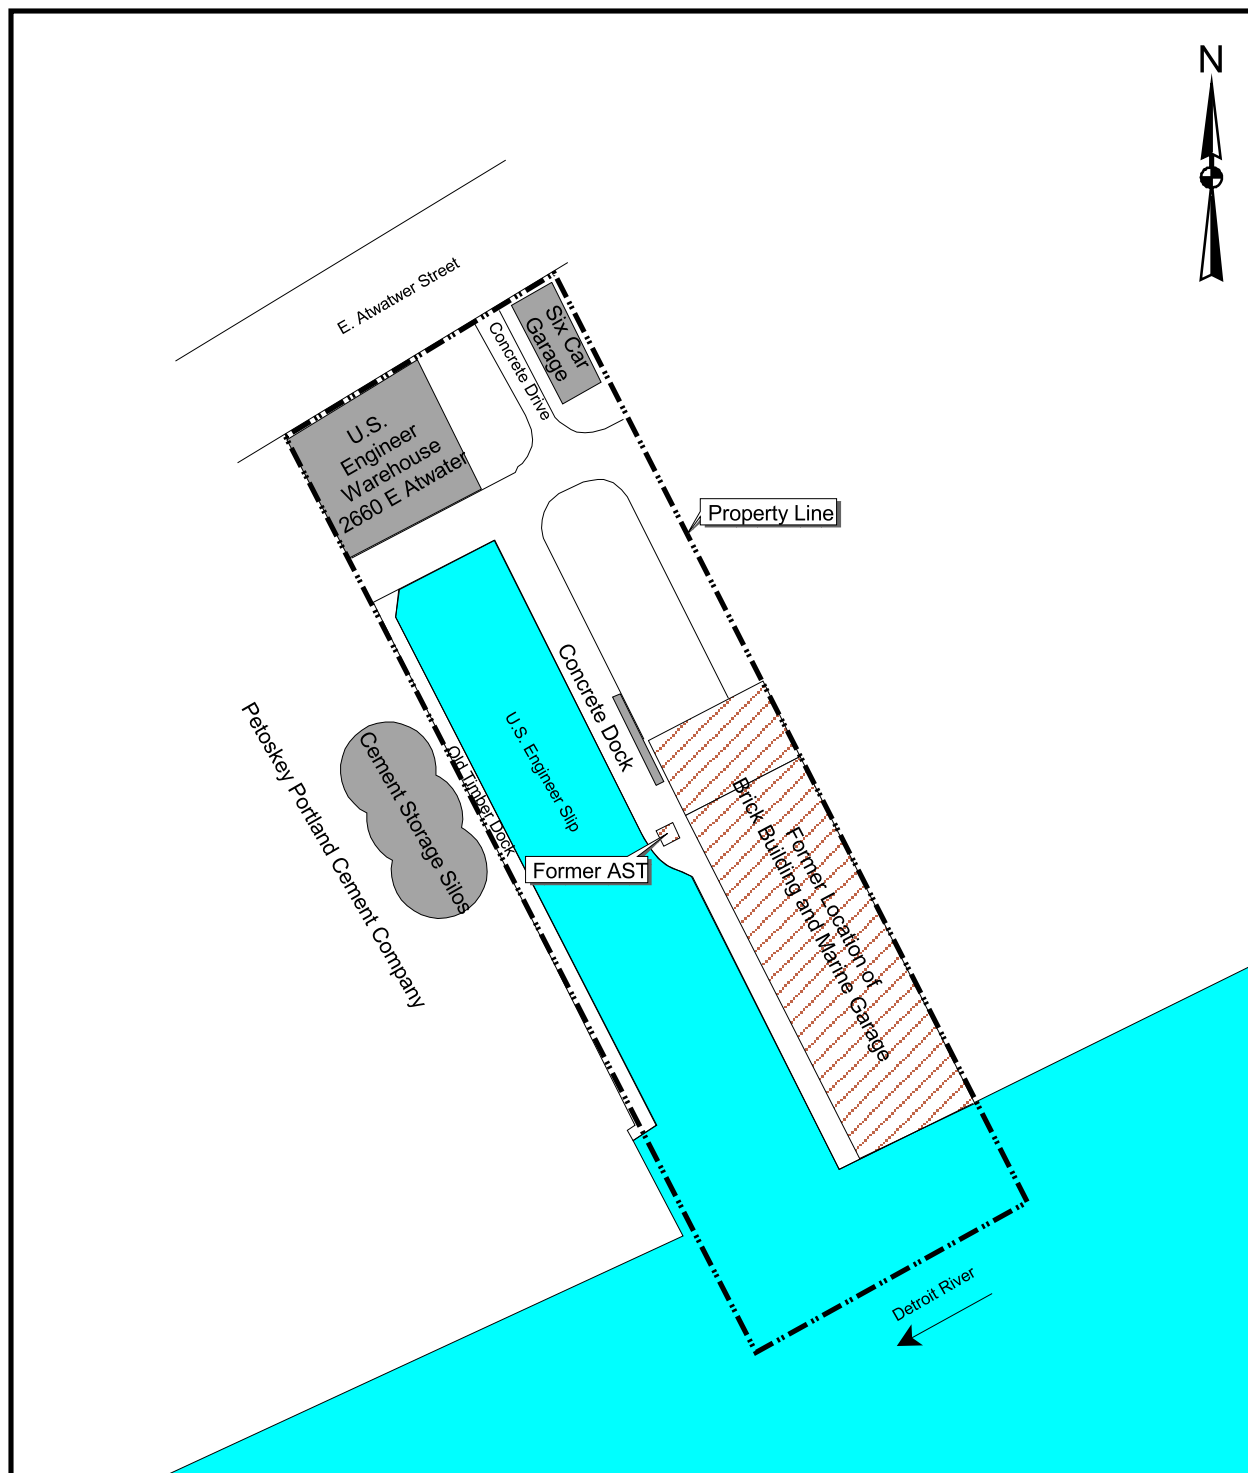 N
E. Atwatwer Street
Six Car
Garage
Concrete Drive
U.S.
Engineer
Warehouse
2660 E Atwater
Property Line
Concrete Dock
U.S. Engineer Slip
Old Timber Dock
Cement Storage Silos
Petoskey Portland Cement Company
Former AST
Former Location of
Brick Building and Marine Garage
Detroit River